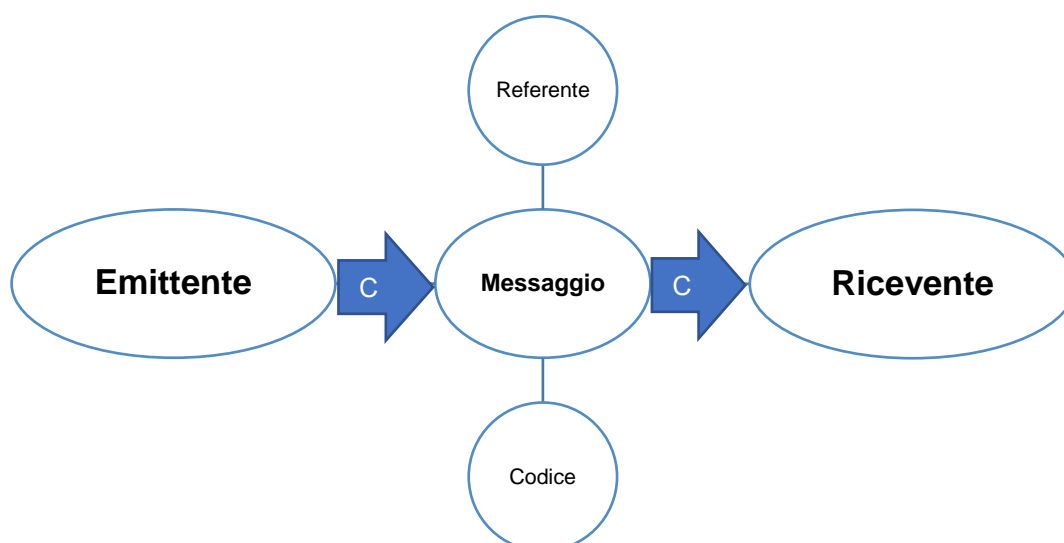 Referente
Emittente
C
Messaggio
C
Ricevente
Codice